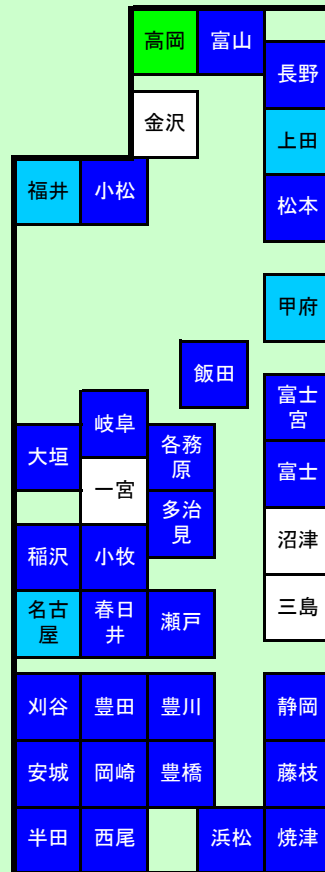 高岡 富山
長野
金沢
上田
福井 小松
松本
甲府
飯田
富士
宮
岐阜
大垣
各務
原
富士
一宮
多治
見
沼津
稲沢 小牧
三島
名古
屋
春日
井
瀬戸
刈谷 豊田 豊川 静岡
安城 岡崎 豊橋 藤枝
半田 西尾 浜松 焼津